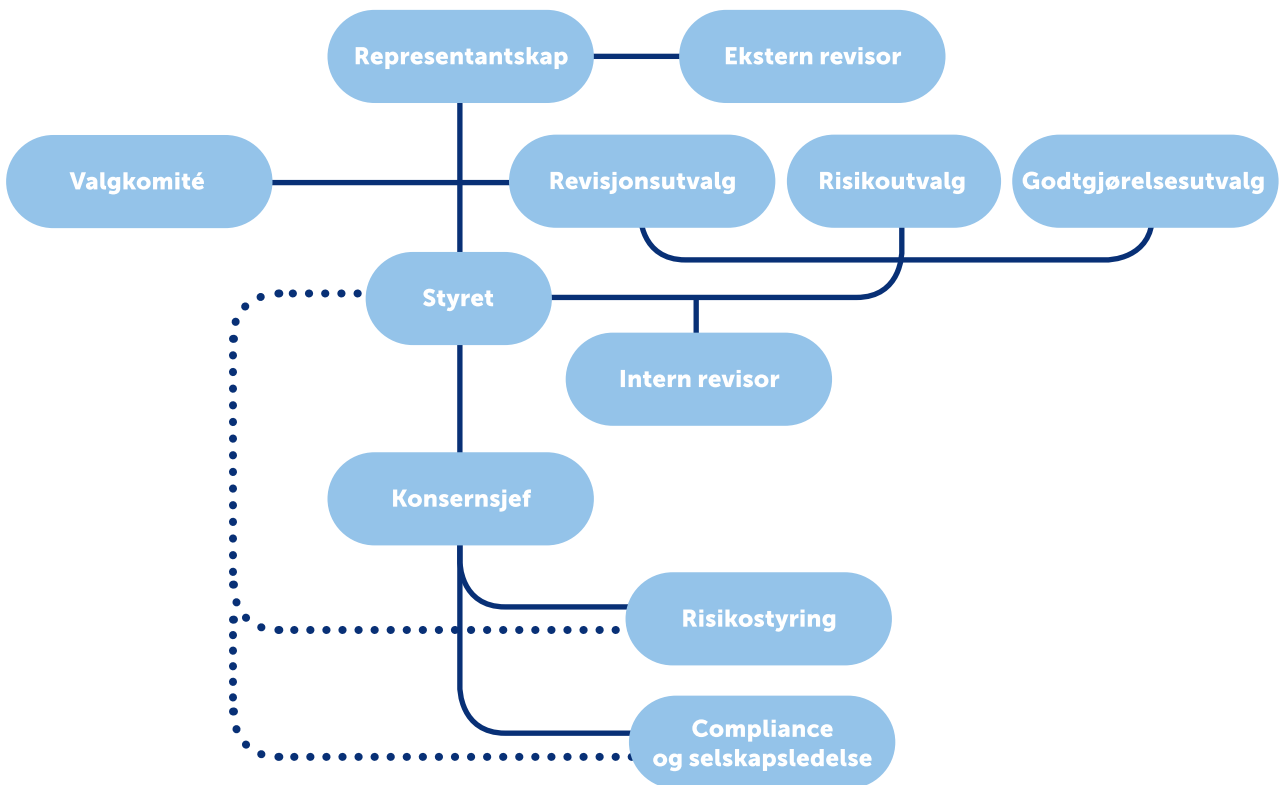 Representantskap
Ekstern revisor
Valgkomité
Revisjonsutvalg
Risikoutvalg
Godtgjørelsesutvalg
Styret
Intern revisor
Konsernsjef
Risikostyring
Compliance
og selskapsledelse